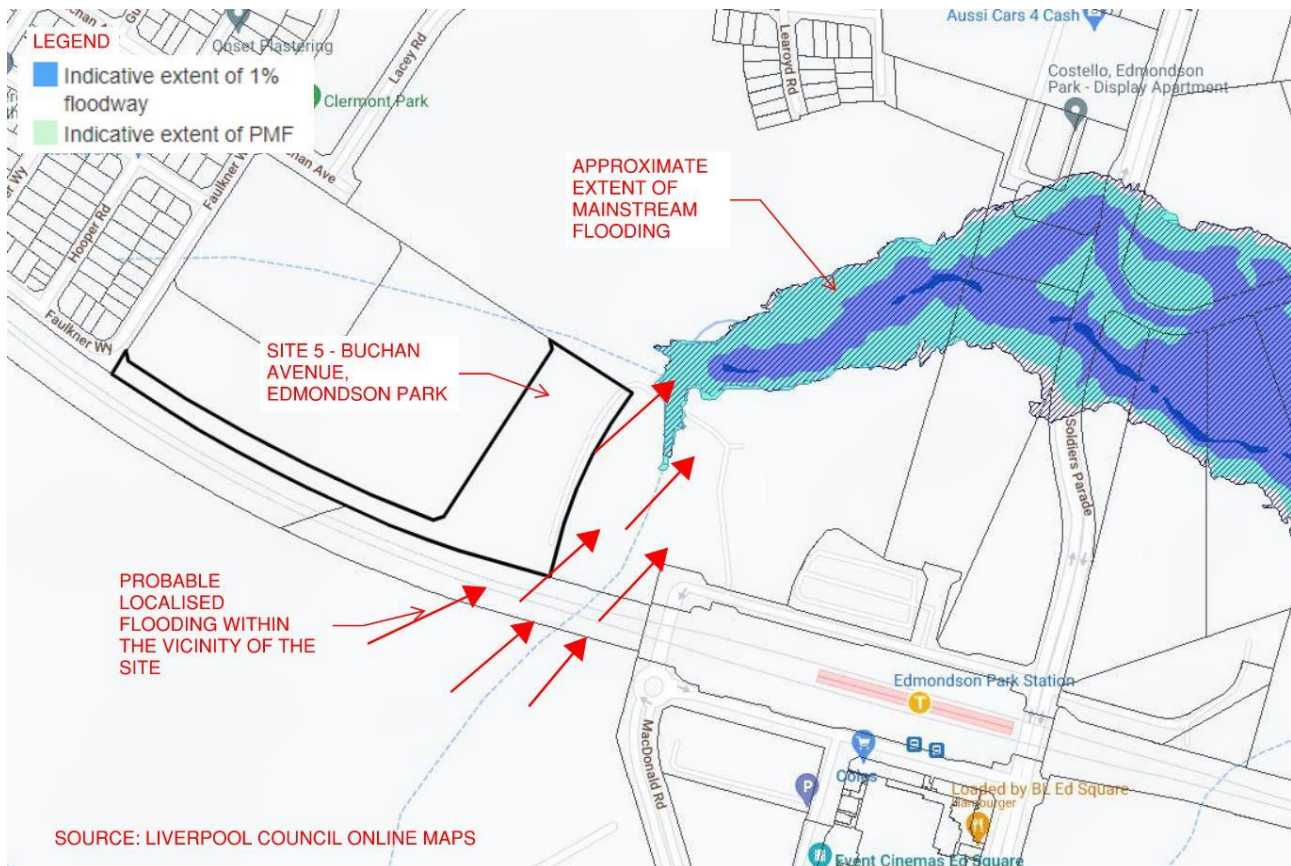 LEGEND
Indicative extent of 1%
floodway
Indicative extent of PMF
Onset Plastering
Lacey Rd
Clermont Park
Learoyd Rd
Aussi Cars 4 Cash
Costello, Edmondson
Park - Display Apartment
Faulkner
Hooper Rd
Faulkner Wy
APPROXIMATE
EXTENT OF
MAINSTREAM
FLOODING
SITE 5 - BUCHAN
AVENUE,
EDMONDSON PARK
Soldiers Parade
PROBABLE
LOCALISED
FLOODING WITHIN
THE VICINITY OF THE
SITE
Edmondson Park Station
T
MacDonald Rd
Coles
P
Loaded by BL Ed Square
Hamburger
Event Cinemas Ed Square
SOURCE: LIVERPOOL COUNCIL ONLINE MAPS